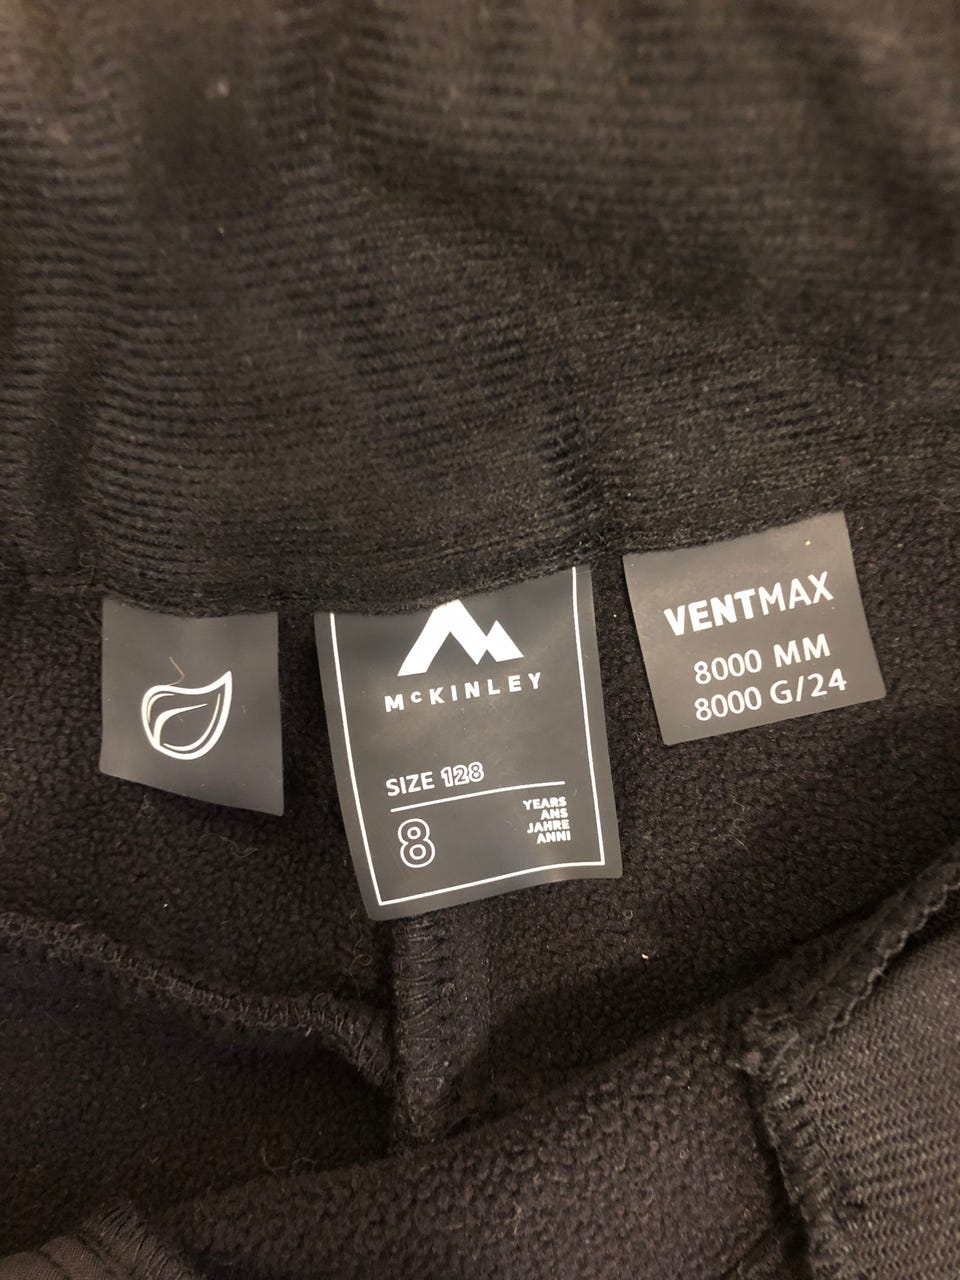 McKINLEY
SIZE 128
8
YEARS
ANS
JAHRE
ANNI
VENTMAX
8000 MM
8000 G/24